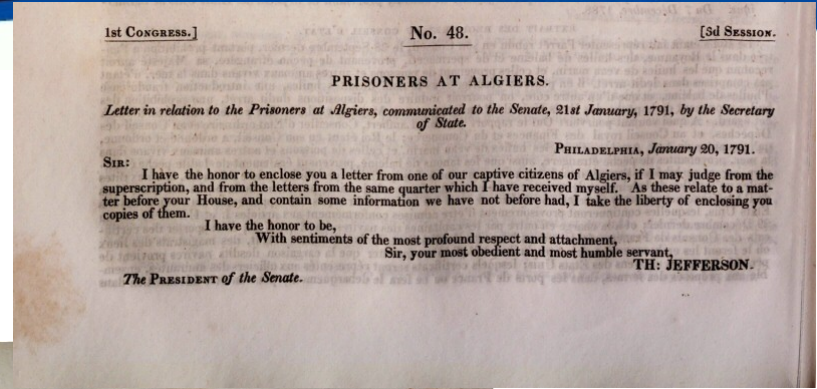 1st Congress.]
No. 48.
[3d Session.
PRISONERS AT ALGIERS.
Letter in relation to the Prisoners at Algiers, communicated to the Senate, 21st January, 1791, by the Secretary
of State.
Philadelphia, January 20, 1791.
Sir:
I have the honor to enclose you a letter from one of our captive citizens of Algiers, if I may judge from the
superscription, and from the letters from the same quarter which I have received myself. As these relate to a mat-
ter before your House, and contain some information we have not before had, I take the liberty of enclosing you
copies of them.
I have the honor to be,
With sentiments of the most profound respect and attachment,
Sir, your most obedient and most humble servant,
TH: JEFFERSON.
The President of the Senate.